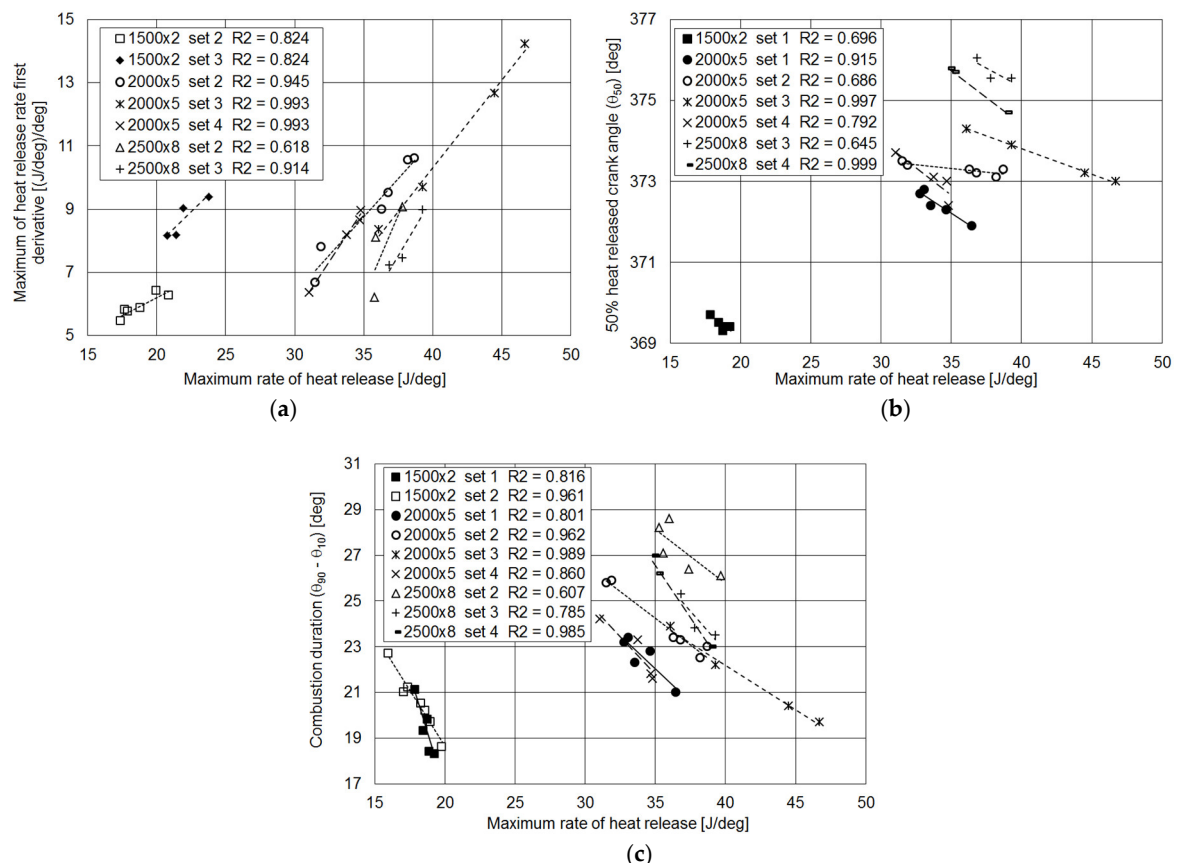 15
13
11
9
7
5
Maximum of heat release rate first
derivative [(J/deg)/deg]
1500x2 set 2 R2 = 0.824
1500x2 set 3 R2 = 0.824
2000x5 set 2 R2 = 0.945
2000x5 set 3 R2 = 0.993
2000x5 set 4 R2 = 0.993
2500x8 set 2 R2 = 0.618
2500x8 set 3 R2 = 0.914
15 20 25 30 35 40 45 50
Maximum rate of heat release [J/deg]
(a)
377
375
373
371
369
50% heat released crank angle (θ50) [deg]
1500x2 set 1 R2 = 0.696
2000x5 set 1 R2 = 0.915
2000x5 set 2 R2 = 0.686
2000x5 set 3 R2 = 0.997
2000x5 set 4 R2 = 0.792
2500x8 set 3 R2 = 0.645
2500x8 set 4 R2 = 0.999
15 20 25 30 35 40 45 50
Maximum rate of heat release [J/deg]
(b)
31
29
27
25
23
21
19
17
Combustion duration (θ90 - θ10) [deg]
1500x2 set 1 R2 = 0.816
1500x2 set 2 R2 = 0.961
2000x5 set 1 R2 = 0.801
2000x5 set 2 R2 = 0.962
2000x5 set 3 R2 = 0.989
2000x5 set 4 R2 = 0.860
2500x8 set 2 R2 = 0.607
2500x8 set 3 R2 = 0.785
2500x8 set 4 R2 = 0.985
15 20 25 30 35 40 45 50
Maximum rate of heat release [J/deg]
(c)